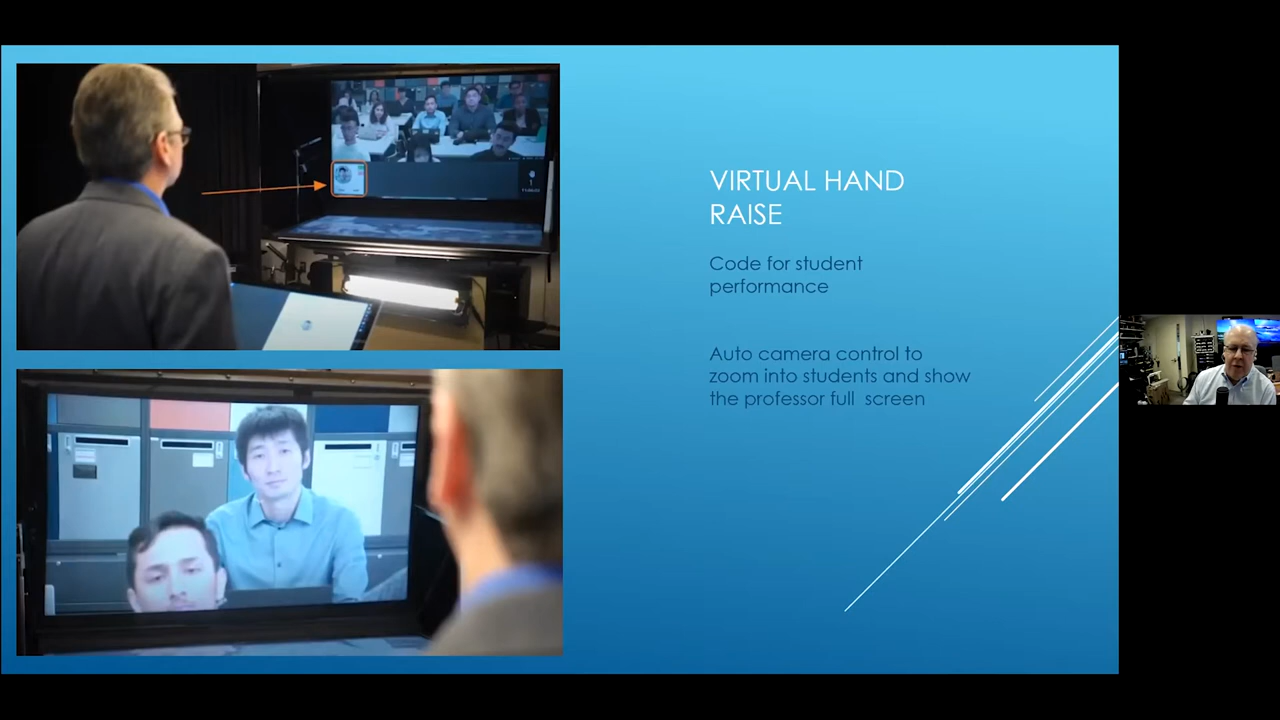 VIRTUAL HAND
RAISE
Code for student
performance
Auto camera control to
zoom into students and show
the professor full screen